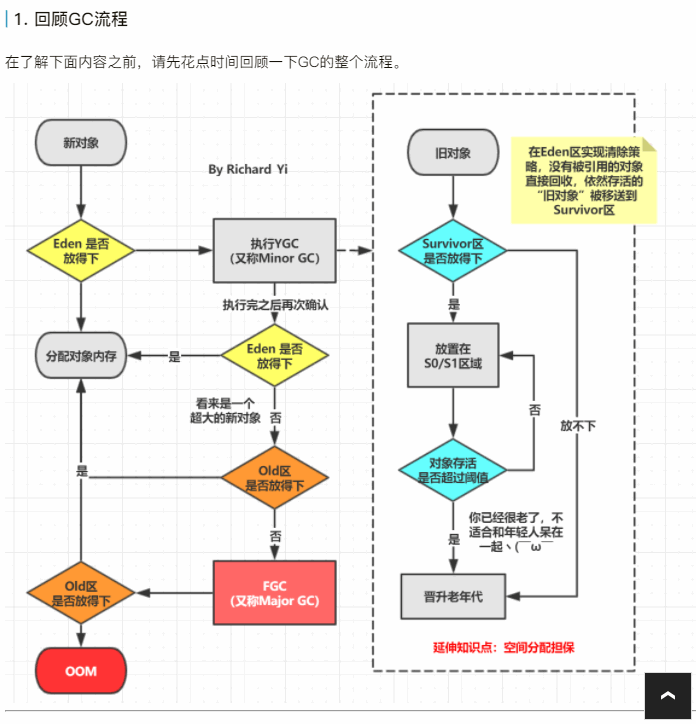 1. 回顾GC流程
在了解下面内容之前，请先花点时间回顾一下GC的整个流程。
新对象
By Richard Yi
Eden 是否
放得下
执行YGC
（又称Minor GC）
执行完之后再次确认
分配对象内存
是
Eden 是否
放得下
看来是一个
超大的新对象
否
是
Old区
是否放得下
否
Old区
是否放得下
FGC
（又称Major GC）
OOM
旧对象
在Eden区实现清除策
略，没有被引用的对象
直接回收，依然存活的
“旧对象”被移送到
Survivor区
Survivor区
是否放得下
是
放置在
S0/S1区域
否
放不下
对象存活
是否超过阈值
你已经很老了，不
适合和年轻人呆在
一起丶(￣ω￣
是
晋升老年代
延伸知识点：空间分配担保